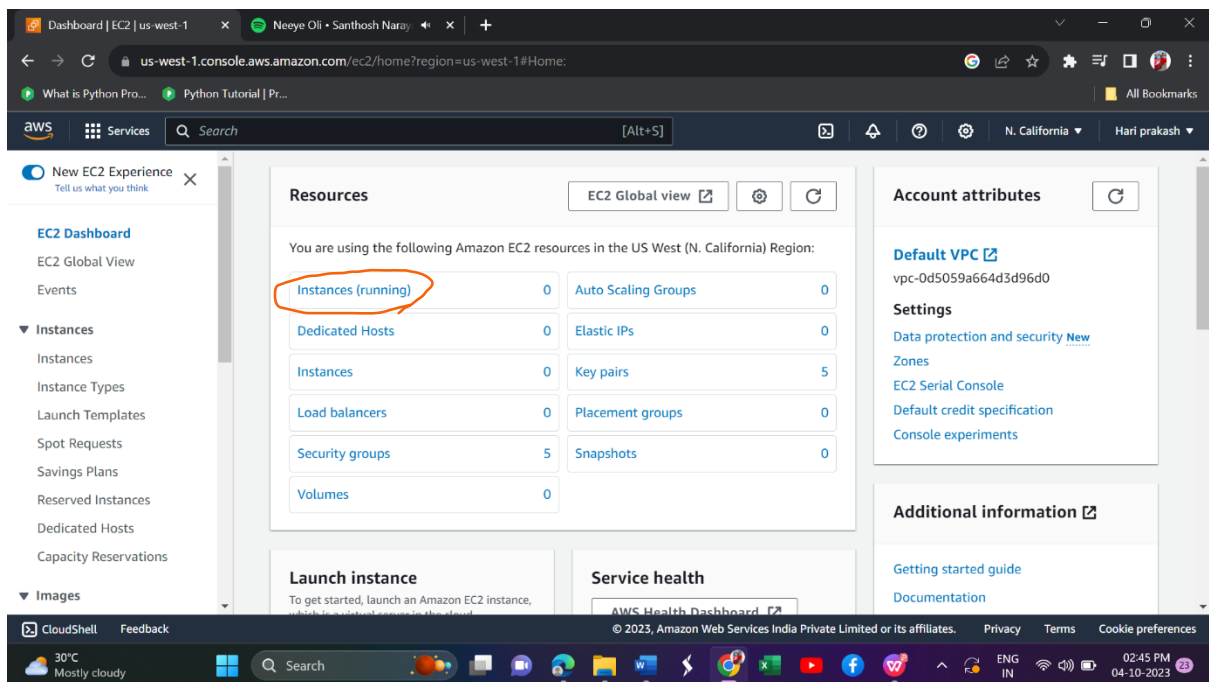 Dashboard | EC2 | us-west-1
Neeye Oli • Santhosh Naray
us-west-1.console.aws.amazon.com/ec2/home?region=us-west-1#Home:
What is Python Pro...
Python Tutorial | Pr...
All Bookmarks
aws
Services
Search
[Alt+S]
N. California
Hari prakash
New EC2 Experience
Tell us what you think
EC2 Dashboard
EC2 Global View
Events
Instances
Instances
Instance Types
Launch Templates
Spot Requests
Savings Plans
Reserved Instances
Dedicated Hosts
Capacity Reservations
Images
Resources
EC2 Global view
You are using the following Amazon EC2 resources in the US West (N. California) Region:
Instances (running) 0
Auto Scaling Groups 0
Dedicated Hosts 0
Elastic IPs 0
Instances 0
Key pairs 5
Load balancers 0
Placement groups 0
Security groups 5
Snapshots 0
Volumes 0
Launch instance
To get started, launch an Amazon EC2 instance,
which is a virtual server in the cloud
Service health
AWS Health Dashboard
Account attributes
Default VPC
vpc-0d5059a664d3d96d0
Settings
Data protection and security New
Zones
EC2 Serial Console
Default credit specification
Console experiments
Additional information
Getting started guide
Documentation
CloudShell
Feedback
© 2023, Amazon Web Services India Private Limited or its affiliates.
Privacy
Terms
Cookie preferences
30°C
Mostly cloudy
Search
ENG
IN
02:45 PM
04-10-2023
23